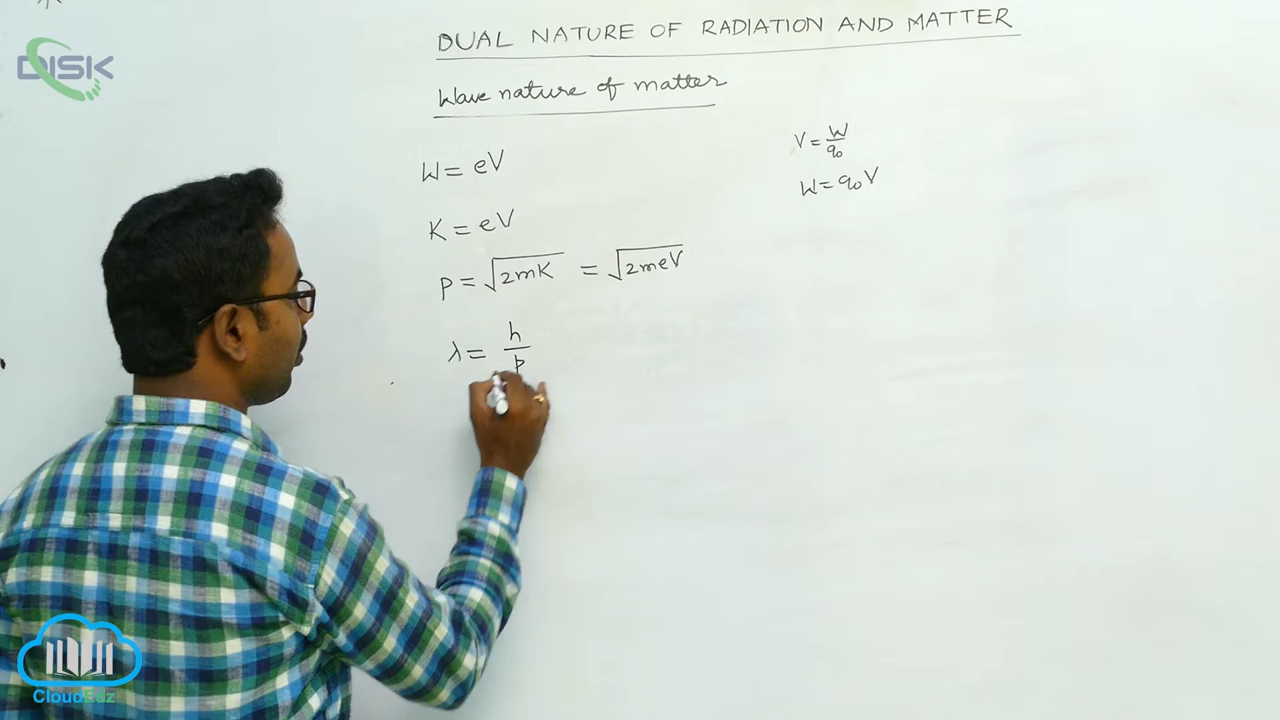 DISK
DUAL NATURE OF RADIATION AND MATTER
Wave nature of matter
W = eV
K = eV
p = √2mK = √2meV
λ = h/p
V = W/q₀
W = q₀V
CloudEdz